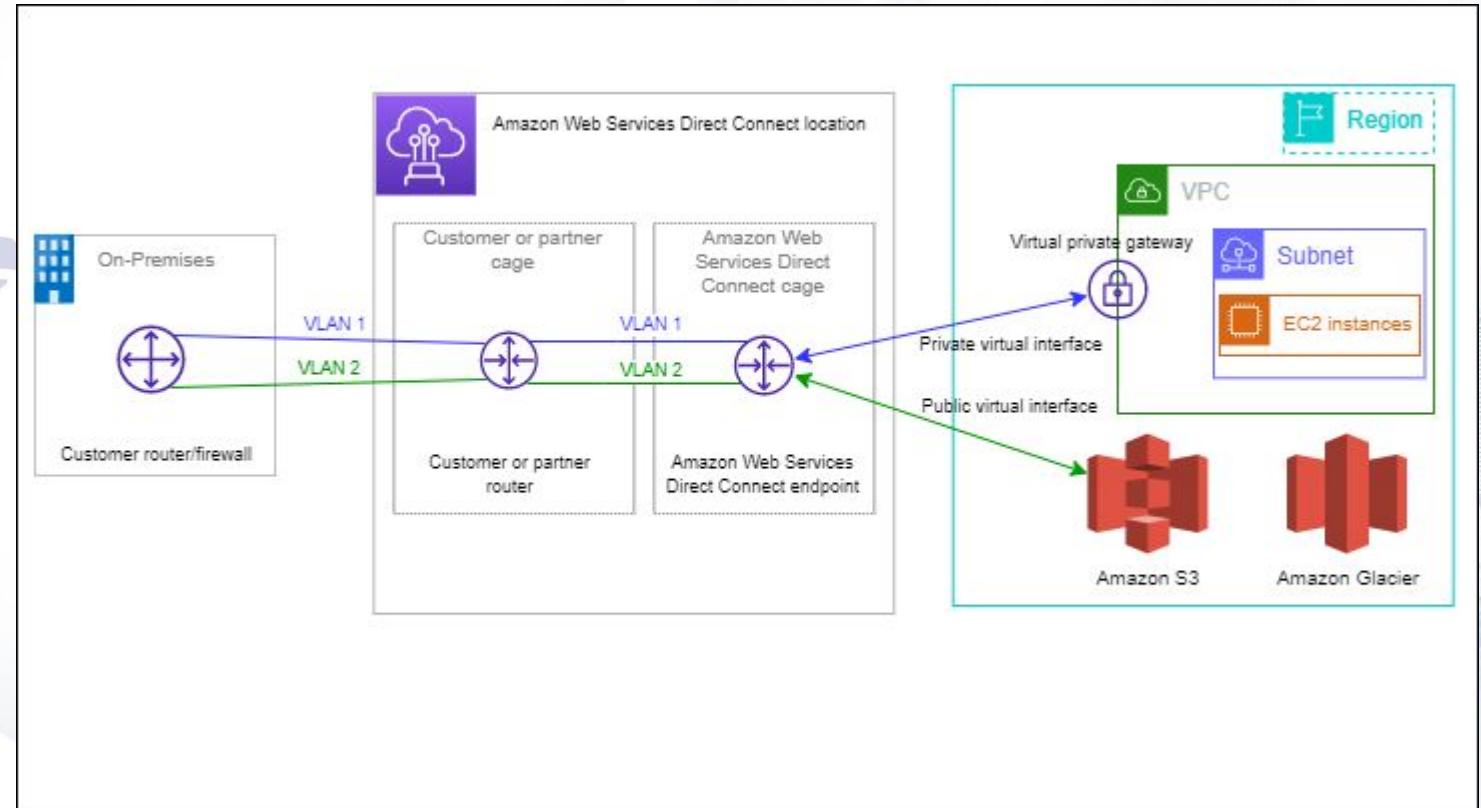 Amazon Web Services Direct Connect location
Region
VPC
Customer or partner
cage
Amazon Web
Services Direct
Connect cage
Virtual private gateway
Subnet
On-Premises
EC2 instances
VLAN 1
VLAN 1
Private virtual interface
VLAN 2
VLAN 2
Public virtual interface
Customer router/firewall
Customer or partner
router
Amazon Web Services
Direct Connect endpoint
Amazon S3
Amazon Glacier